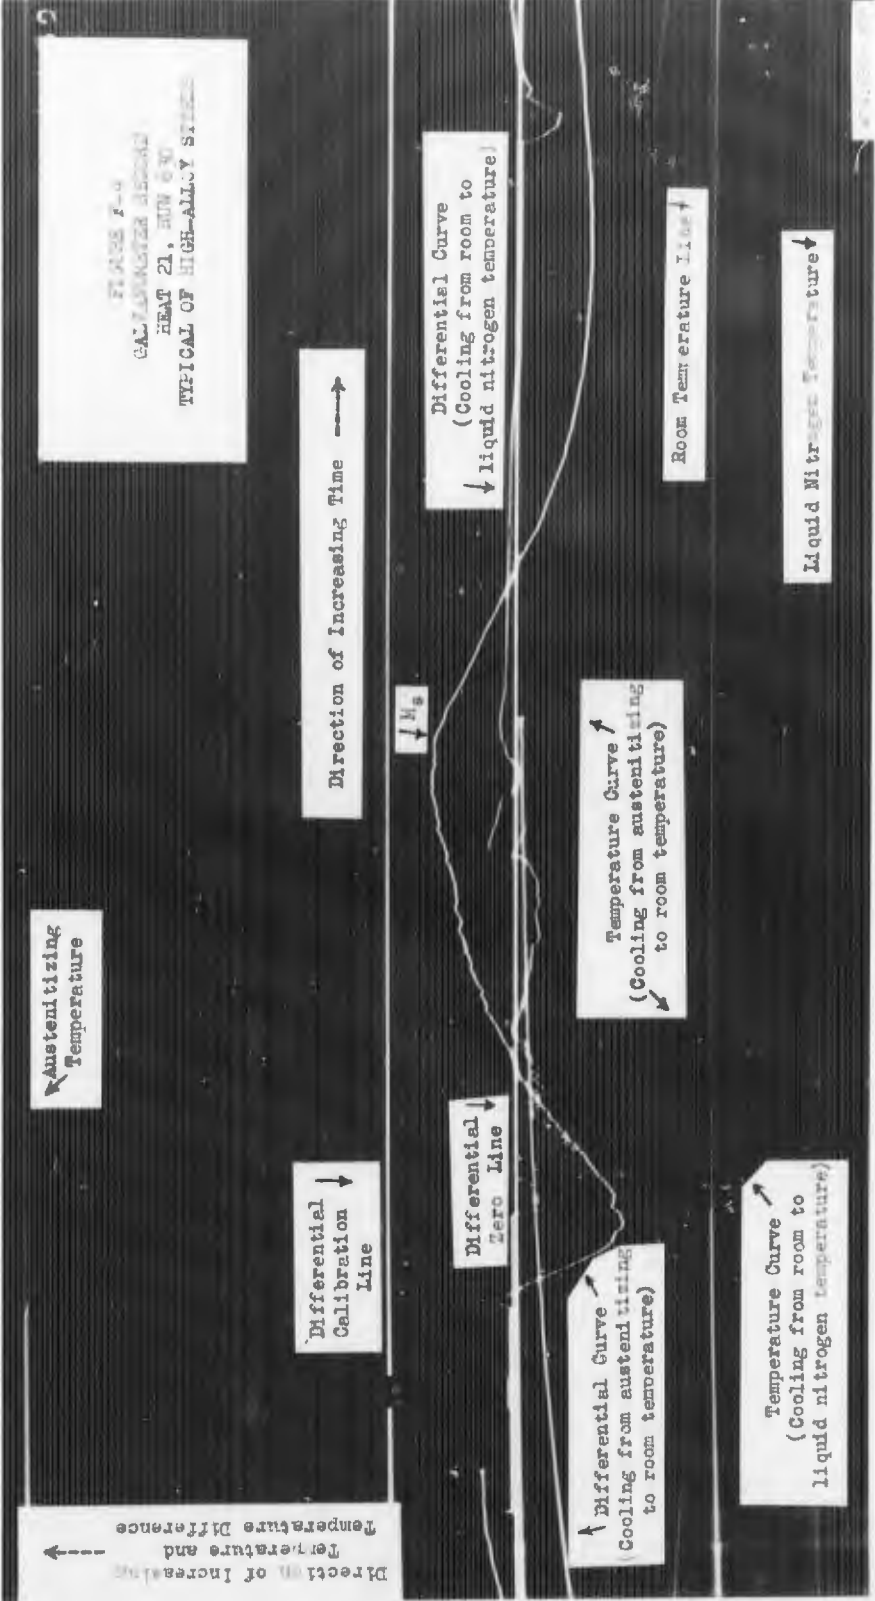 FIGURE F-
GALVANOMETER RECORD
HEAT 21, RUN 630
TYPICAL OF HIGH-ALLOY STEELS
Direction of Increasing
Temperature and
Temperature Difference
Austenitizing
Temperature
Direction of Increasing Time
Differential
Calibration
Line
Ms
Differential Curve
(Cooling from room to
liquid nitrogen temperature)
Differential
Zero Line
Temperature Curve
(Cooling from austenitizing
to room temperature)
Differential Curve
(Cooling from austenitizing
to room temperature)
Room Temperature Line
Temperature Curve
(Cooling from room to
liquid nitrogen temperature)
Liquid Nitrogen Temperature